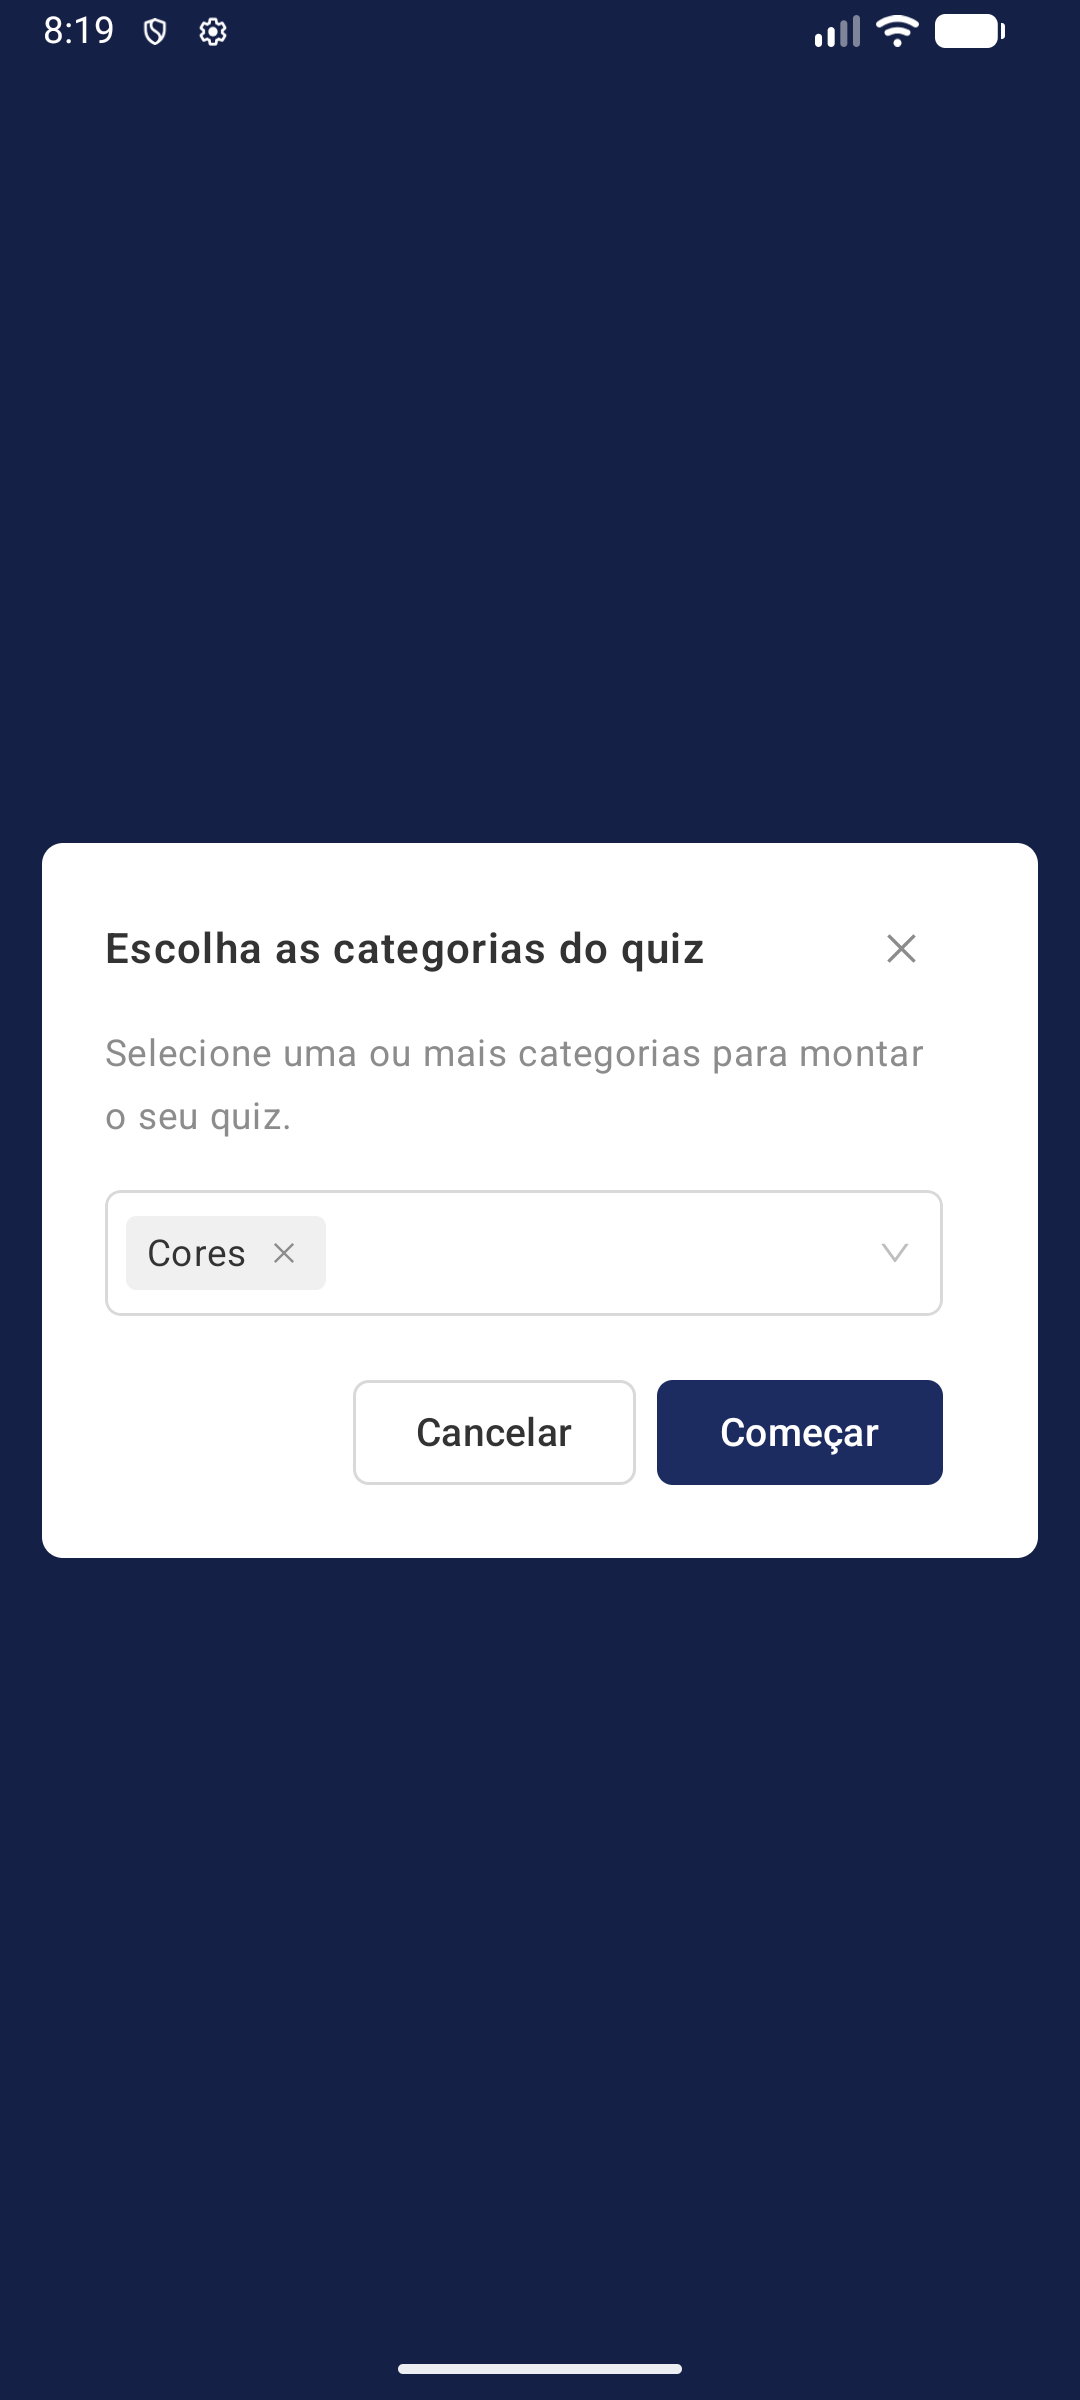 8:19
Escolha as categorias do quiz
Selecione uma ou mais categorias para montar
o seu quiz.
Cores
Cancelar
Começar